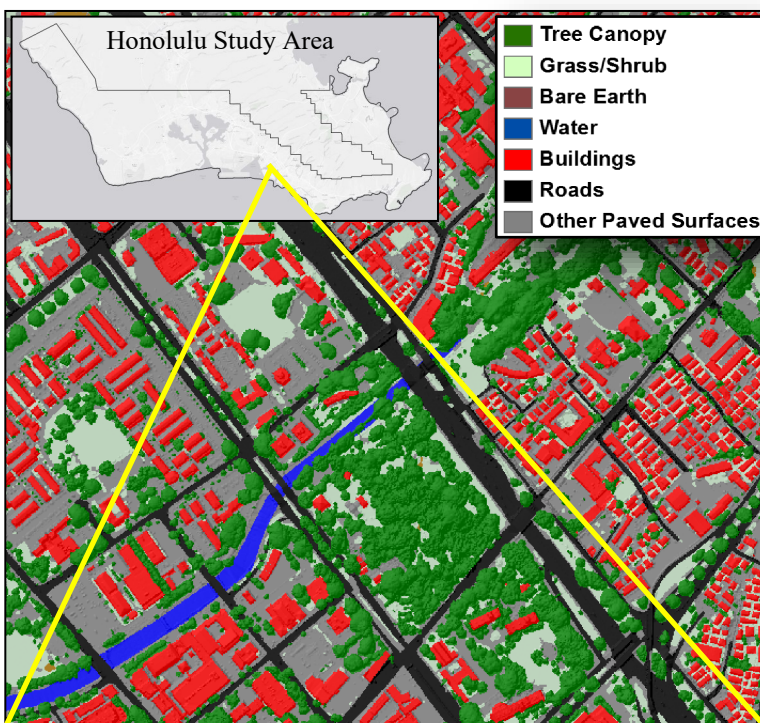 Honolulu Study Area
Tree Canopy
Grass/Shrub
Bare Earth
Water
Buildings
Roads
Other Paved Surfaces